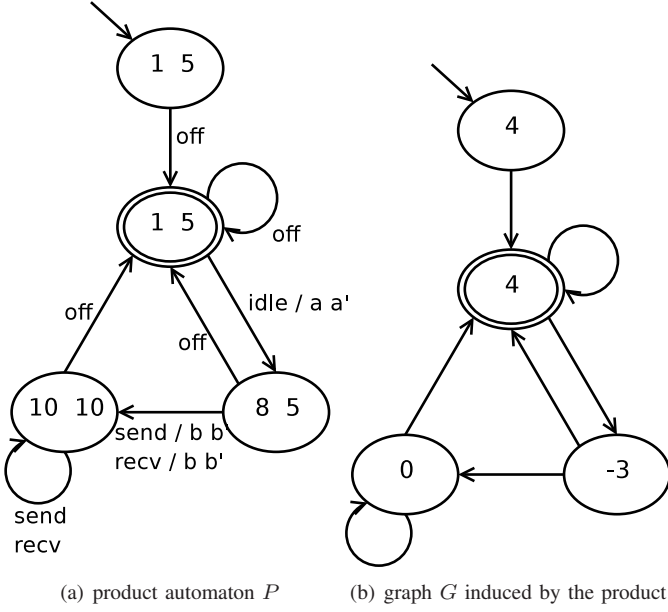 1 5
off
1 5
off
idle / a a'
off
off
10 10
8 5
send / b b'
recv / b b'
send
recv
(a) product automaton P
4
4
0
-3
(b) graph G induced by the product